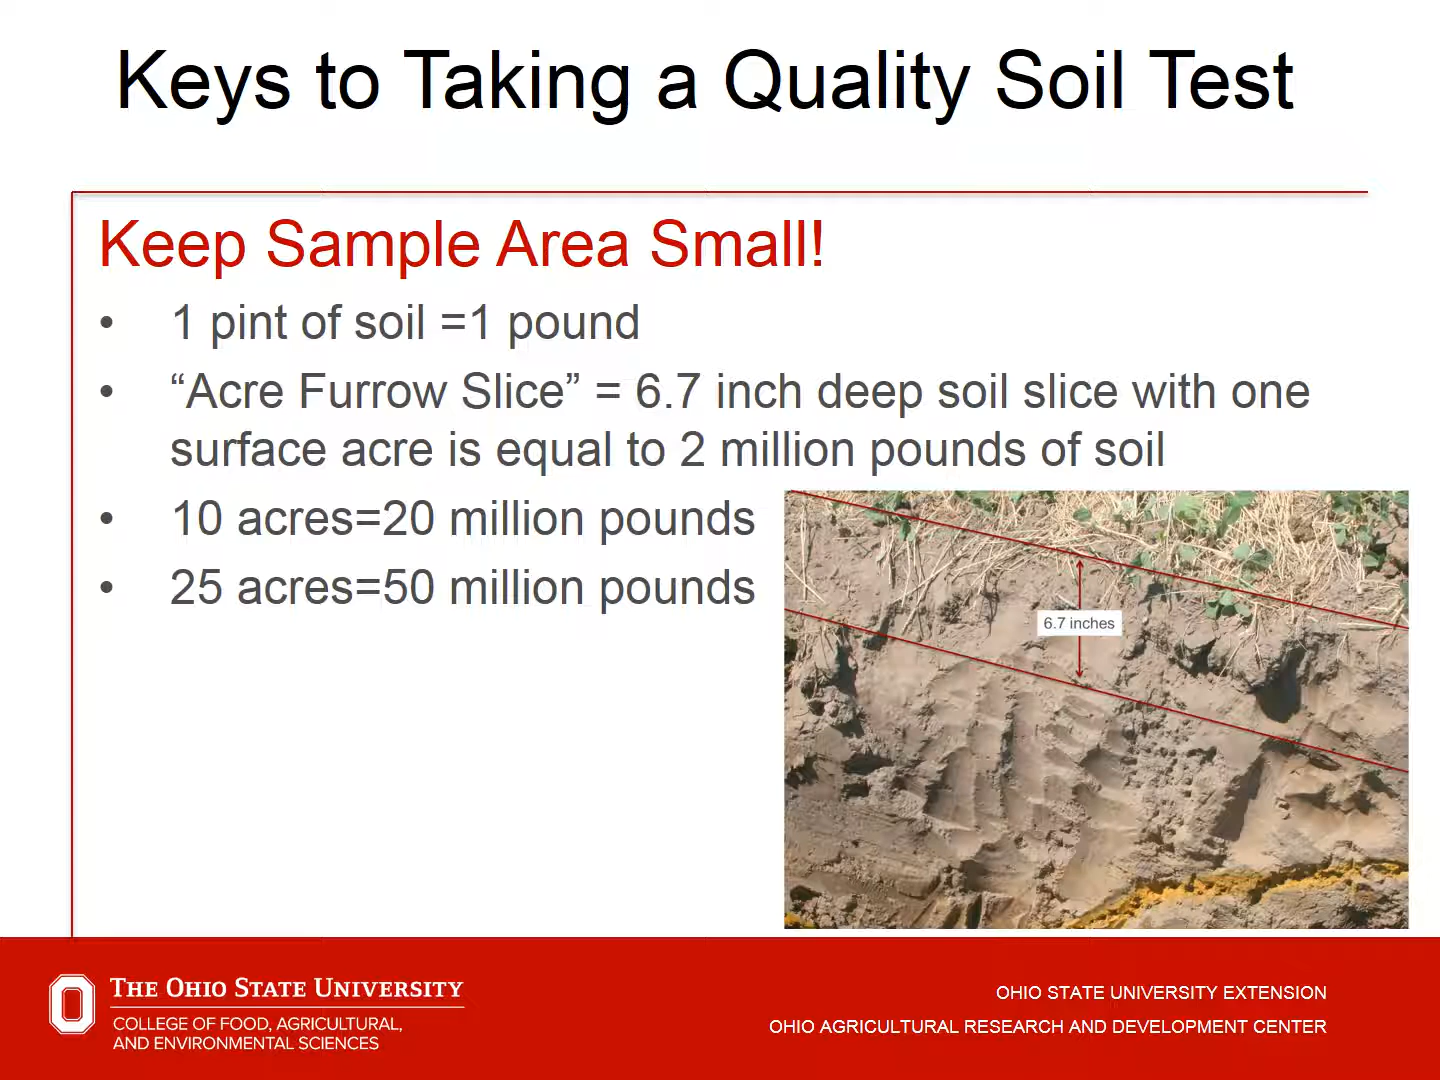 Keys to Taking a Quality Soil Test
Keep Sample Area Small!
• 1 pint of soil =1 pound
• “Acre Furrow Slice” = 6.7 inch deep soil slice with one
surface acre is equal to 2 million pounds of soil
• 10 acres=20 million pounds
• 25 acres=50 million pounds
6.7 inches
THE OHIO STATE UNIVERSITY
COLLEGE OF FOOD, AGRICULTURAL,
AND ENVIRONMENTAL SCIENCES
OHIO STATE UNIVERSITY EXTENSION
OHIO AGRICULTURAL RESEARCH AND DEVELOPMENT CENTER